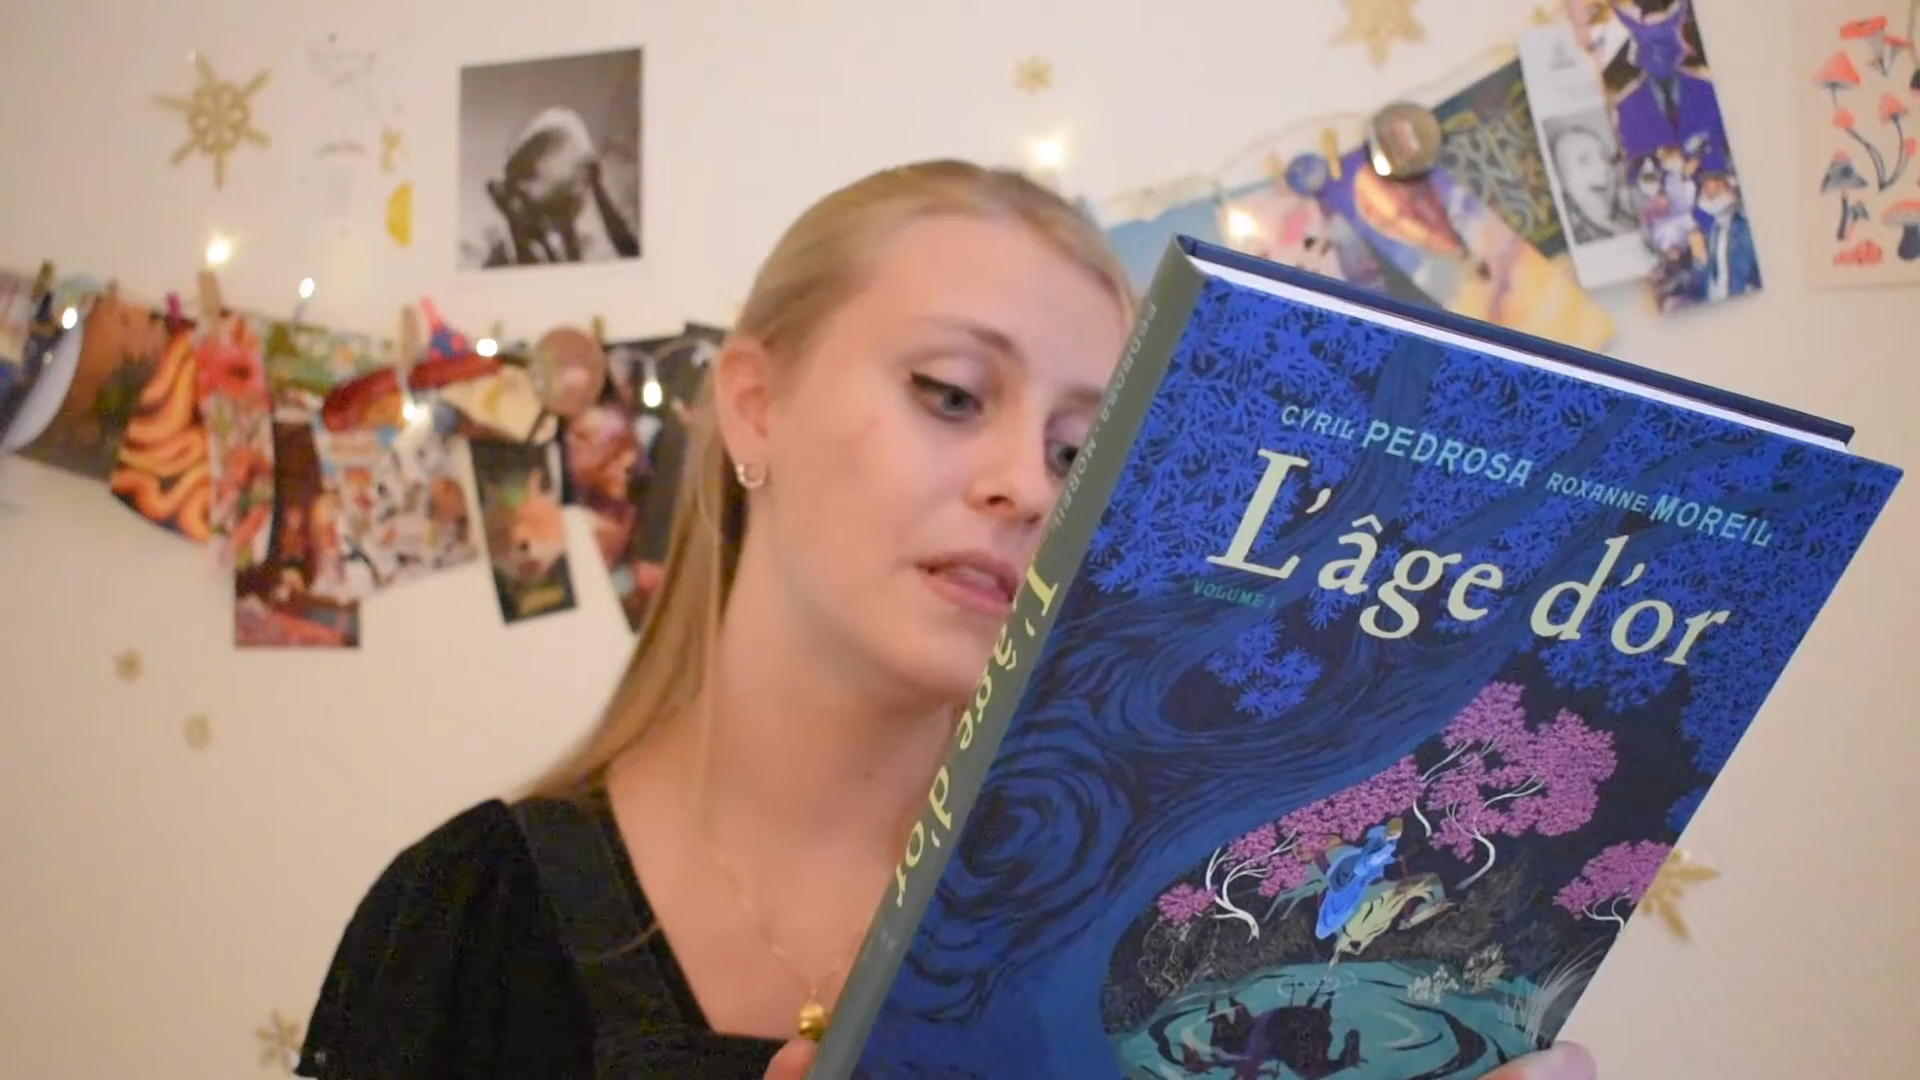 CYRIL PEDROSA ROXANNE MOREIL
L'âge d'or
VOLUME 1
PEDROSA • MOREIL
L'âge d'or